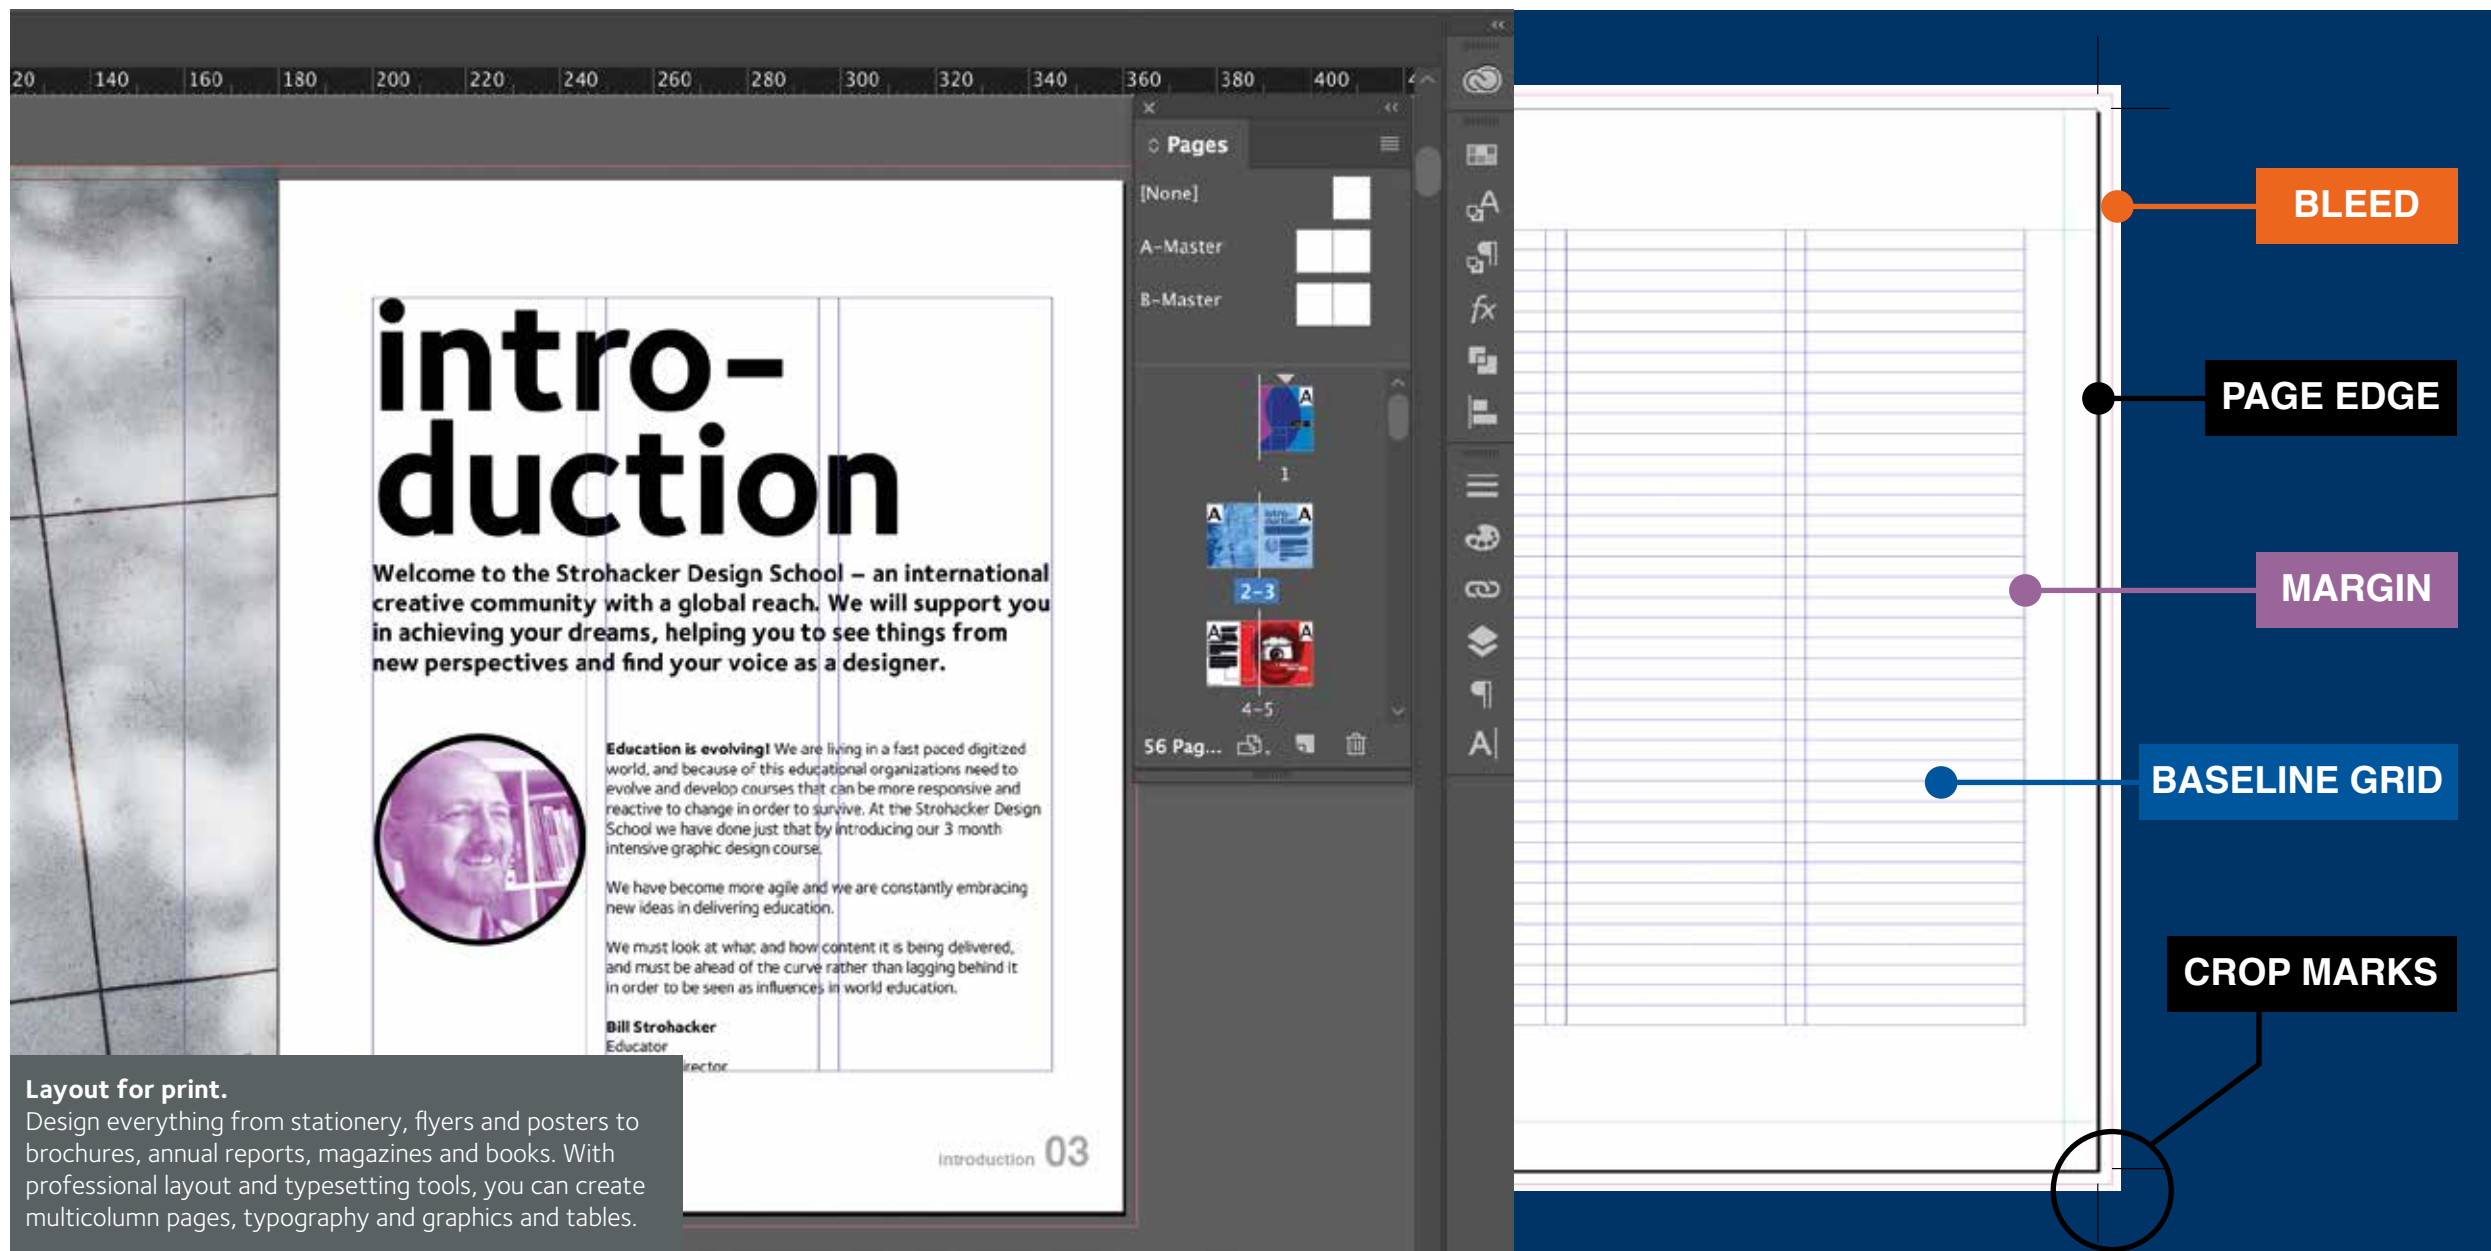 20 140 160 180 200 220 240 260 280 300 320 340 360 380 400
Pages
[None]
A-Master
B-Master
A
1
A A
2-3
A A
4-5
56 Pag...
intro-
duction
Welcome to the Strohacker Design School – an international
creative community with a global reach. We will support you
in achieving your dreams, helping you to see things from
new perspectives and find your voice as a designer.
Education is evolving! We are living in a fast paced digitized
world, and because of this educational organizations need to
evolve and develop courses that can be more responsive and
reactive to change in order to survive. At the Strohacker Design
School we have done just that by introducing our 3 month
intensive graphic design course.
We have become more agile and we are constantly embracing
new ideas in delivering education.
We must look at what and how content it is being delivered,
and must be ahead of the curve rather than lagging behind it
in order to be seen as influences in world education.
Bill Strohacker
Educator
introduction 03
Layout for print.
Design everything from stationery, flyers and posters to
brochures, annual reports, magazines and books. With
professional layout and typesetting tools, you can create
multicolumn pages, typography and graphics and tables.
BLEED
PAGE EDGE
MARGIN
BASELINE GRID
CROP MARKS